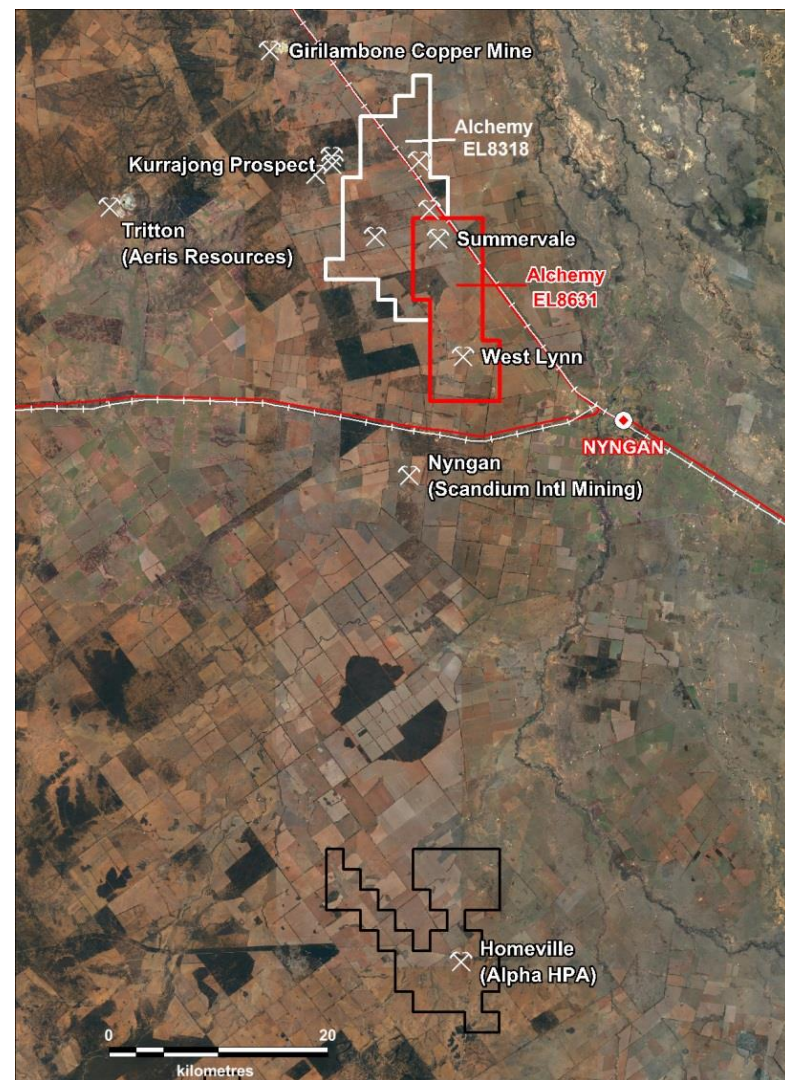 Girilambone Copper Mine
Alchemy
EL8318
Kurrajong Prospect
Tritton
(Aeris Resources)
Summervale
Alchemy
EL8631
West Lynn
NYNGAN
Nyngan
(Scandium Intl Mining)
Homeville
(Alpha HPA)
0 20
kilometres